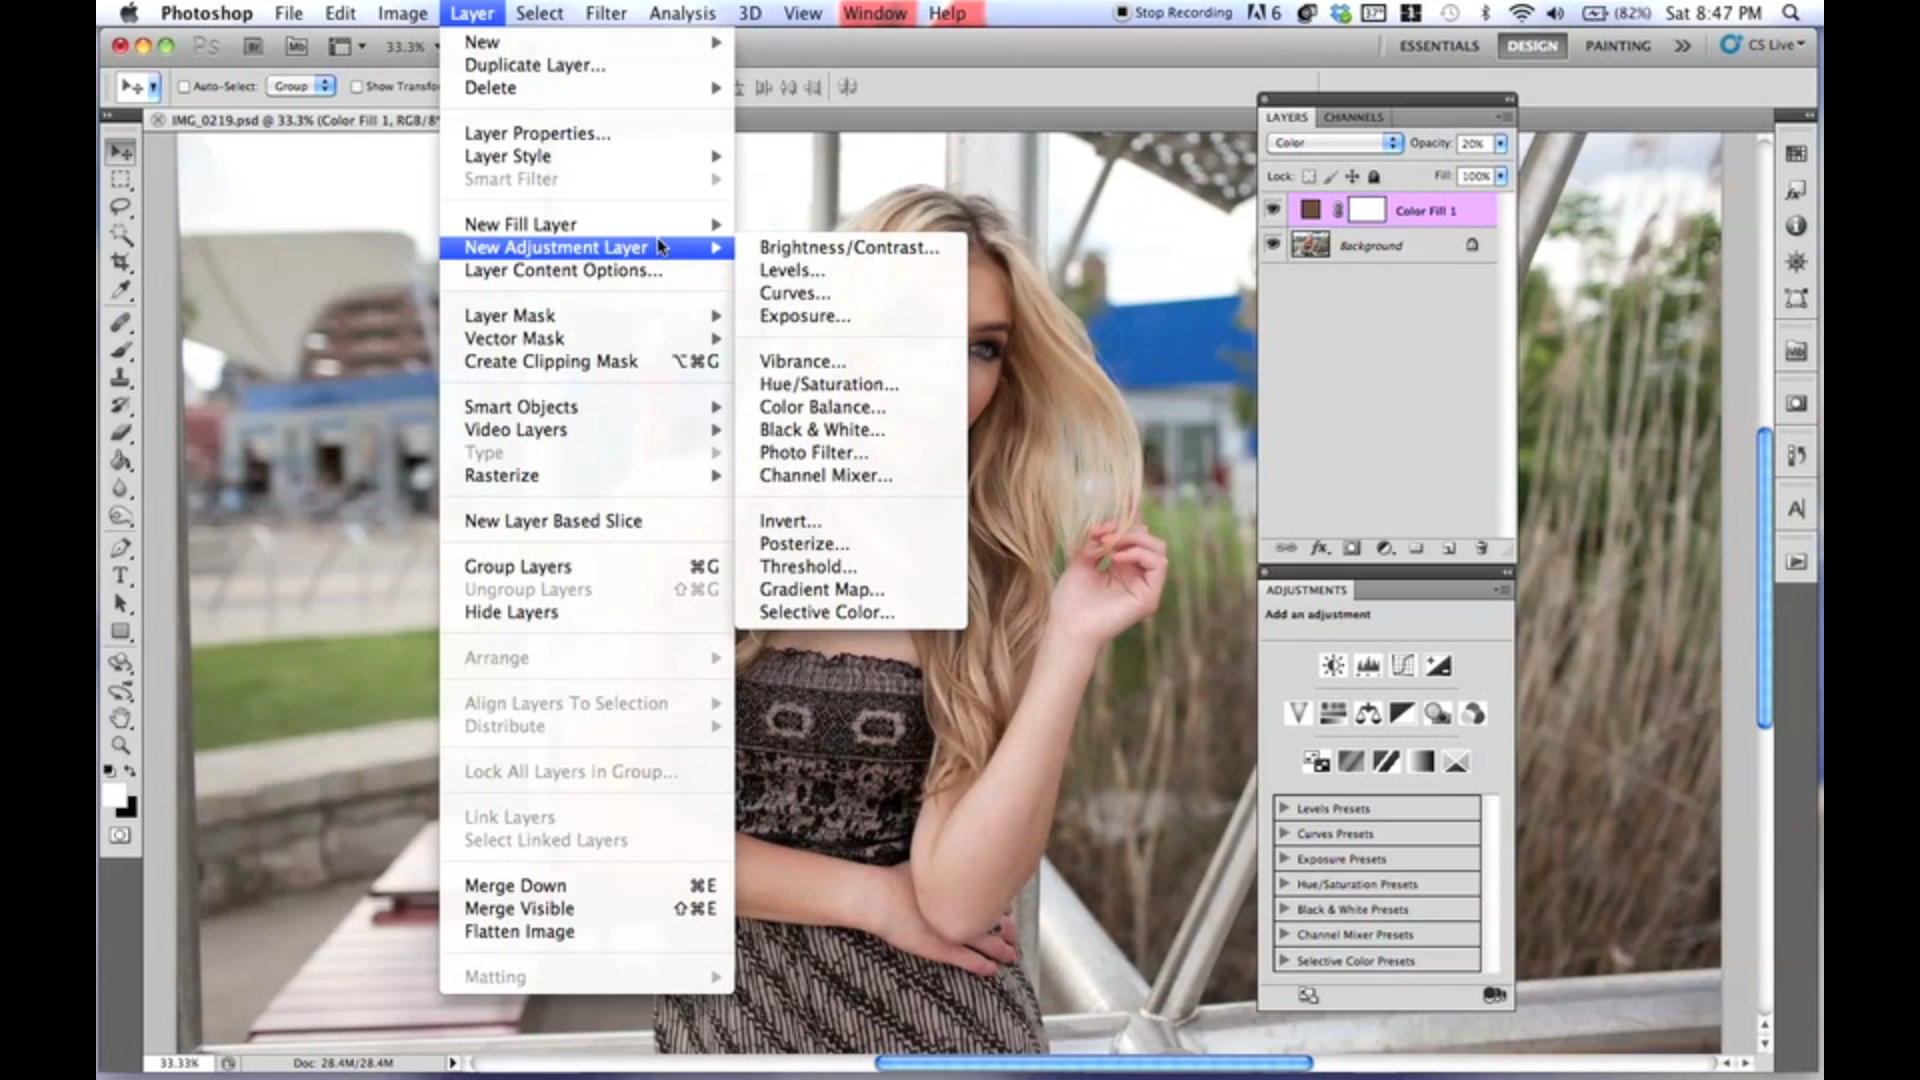 Photoshop File Edit Image Layer Select Filter Analysis 3D View Window Help Stop Recording 6 37° (82%) Sat 8:47 PM
Ps Br Mb 33.3% ESSENTIALS DESIGN PAINTING CS Live
Auto-Select: Group Show Transfo
IMG_0219.psd @ 33.3% (Color Fill 1, RGB/8*
New
Duplicate Layer...
Delete
Layer Properties...
Layer Style
Smart Filter
New Fill Layer
New Adjustment Layer
Layer Content Options...
Layer Mask
Vector Mask
Create Clipping Mask ⌥⌘G
Smart Objects
Video Layers
Type
Rasterize
New Layer Based Slice
Group Layers ⌘G
Ungroup Layers ⇧⌘G
Hide Layers
Arrange
Align Layers To Selection
Distribute
Lock All Layers in Group...
Link Layers
Select Linked Layers
Merge Down ⌘E
Merge Visible ⇧⌘E
Flatten Image
Matting
Brightness/Contrast...
Levels...
Curves...
Exposure...
Vibrance...
Hue/Saturation...
Color Balance...
Black & White...
Photo Filter...
Channel Mixer...
Invert...
Posterize...
Threshold...
Gradient Map...
Selective Color...
LAYERS CHANNELS
Color Opacity: 20%
Lock: Fill: 100%
Color Fill 1
Background
ADJUSTMENTS
Add an adjustment
Levels Presets
Curves Presets
Exposure Presets
Hue/Saturation Presets
Black & White Presets
Channel Mixer Presets
Selective Color Presets
33.33% Doc: 28.4M/28.4M